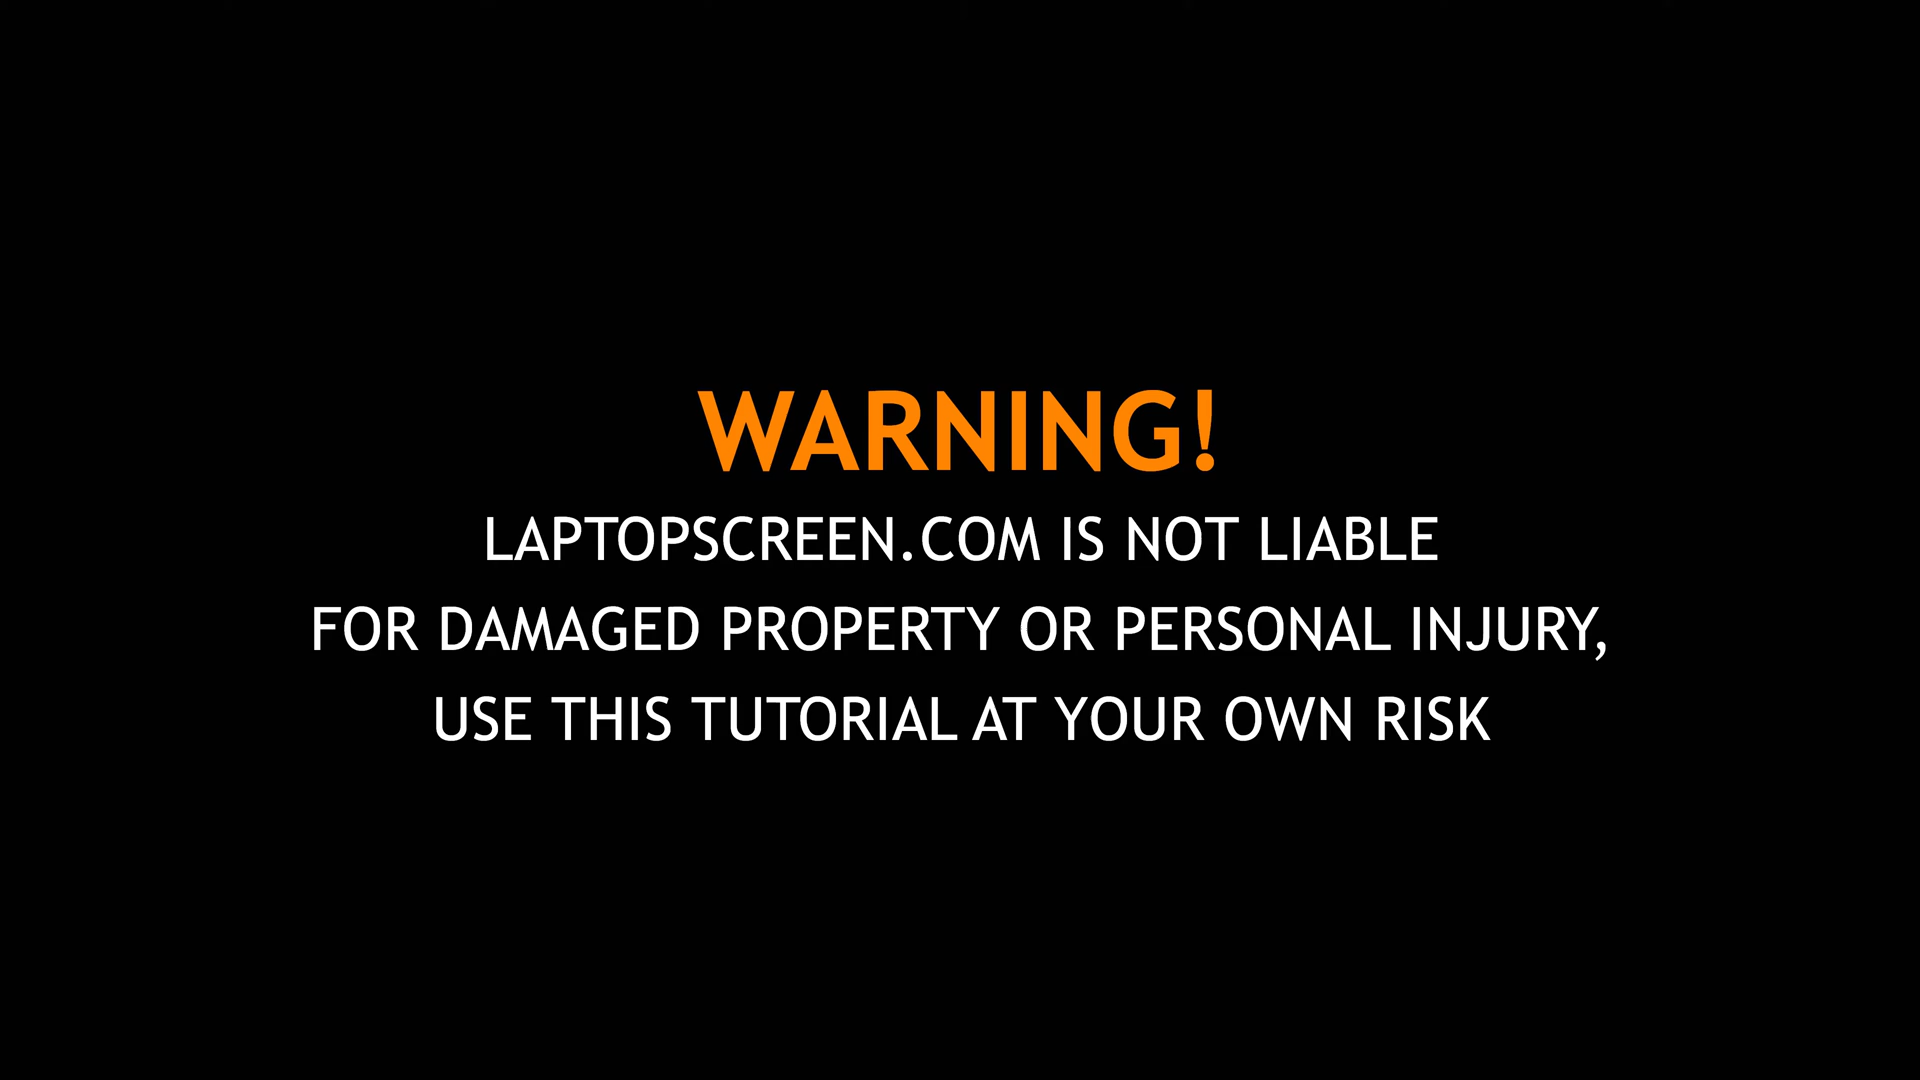 WARNING!
LAPTOPSCREEN.COM IS NOT LIABLE
FOR DAMAGED PROPERTY OR PERSONAL INJURY,
USE THIS TUTORIAL AT YOUR OWN RISK